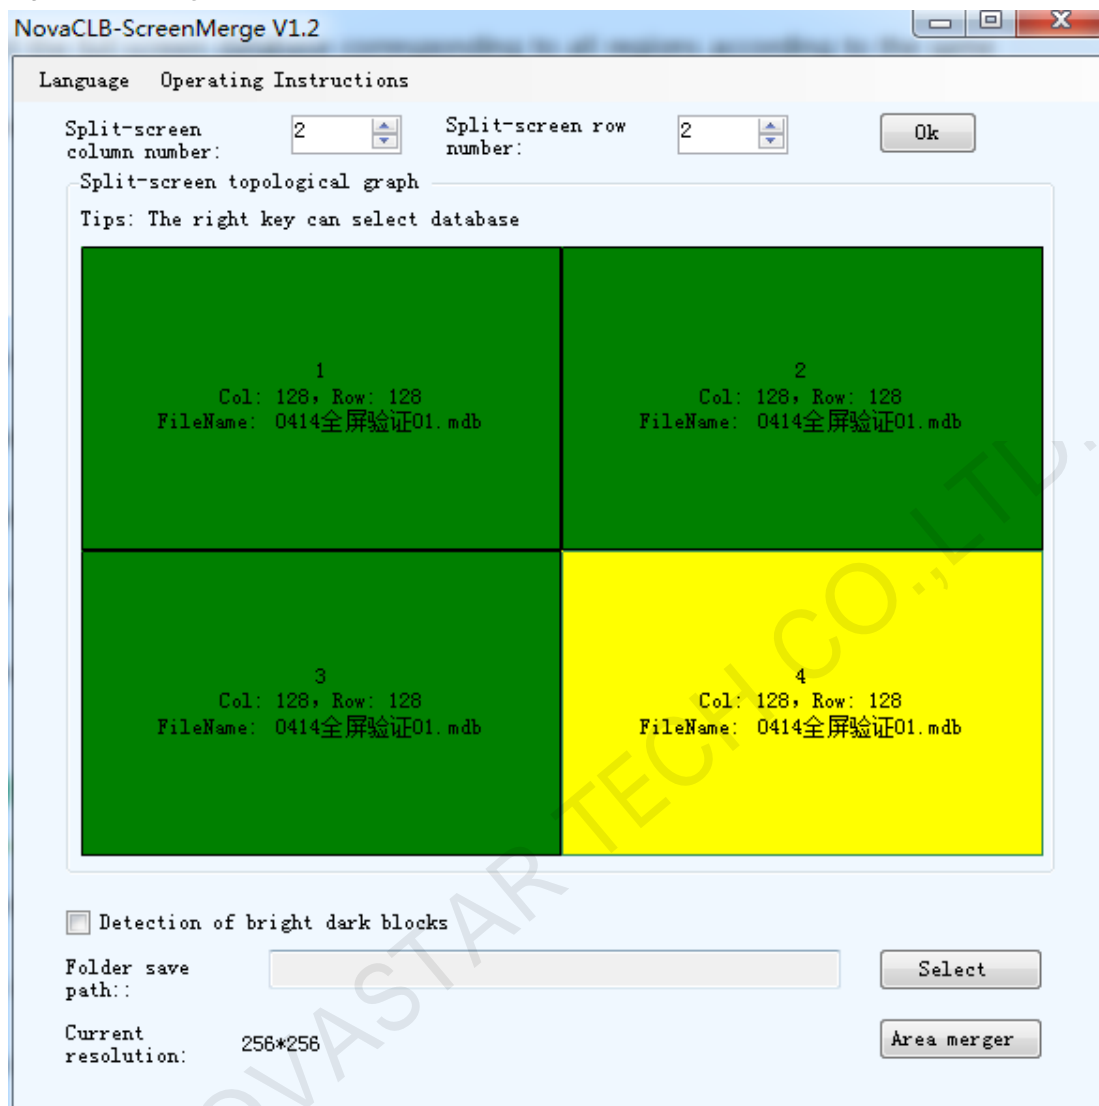 NovaCLB-ScreenMerge V1.2
Language Operating Instructions
Split-screen column number: 2 Split-screen row number: 2 Ok
Split-screen topological graph
Tips: The right key can select database
1
Col: 128, Row: 128
FileName: 0414全屏验证01.mdb
2
Col: 128, Row: 128
FileName: 0414全屏验证01.mdb
3
Col: 128, Row: 128
FileName: 0414全屏验证01.mdb
4
Col: 128, Row: 128
FileName: 0414全屏验证01.mdb
Detection of bright dark blocks
Folder save path:: Select
Current resolution: 256*256 Area merger
OVASTAR TECH CO.,LTD.